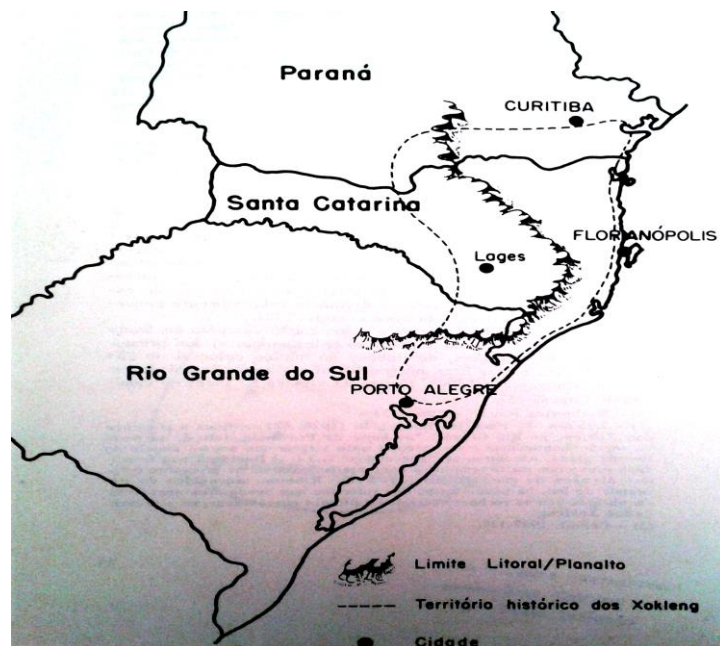 Paraná
CURITIBA
Santa Catarina
FLORIANÓPOLIS
Lages
Rio Grande do Sul
PORTO ALEGRE
Limite Litoral/Planalto
Território histórico dos Xokleng
Cidade